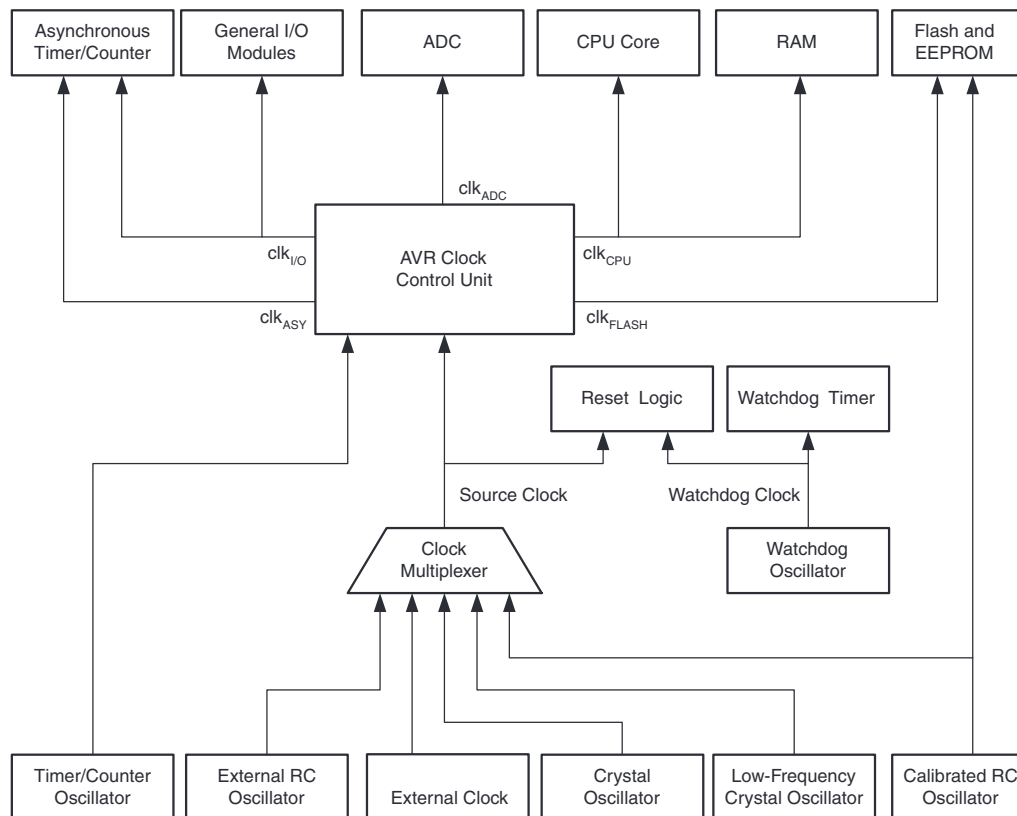 Asynchronous
Timer/Counter
General I/O
Modules
ADC
CPU Core
RAM
Flash and
EEPROM
clkADC
clkI/O
AVR Clock
Control Unit
clkCPU
clkASY
clkFLASH
Reset Logic
Watchdog Timer
Source Clock
Watchdog Clock
Clock
Multiplexer
Watchdog
Oscillator
Timer/Counter
Oscillator
External RC
Oscillator
External Clock
Crystal
Oscillator
Low-Frequency
Crystal Oscillator
Calibrated RC
Oscillator